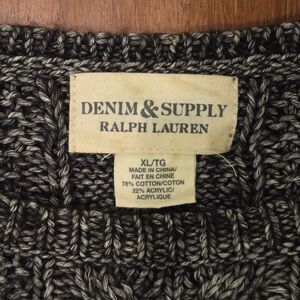 DENIM & SUPPLY
RALPH LAUREN
XL/TG
MADE IN CHINA/
FAIT EN CHINE
78% COTTON/COTON
22% ACRYLIC/
ACRYLIQUE